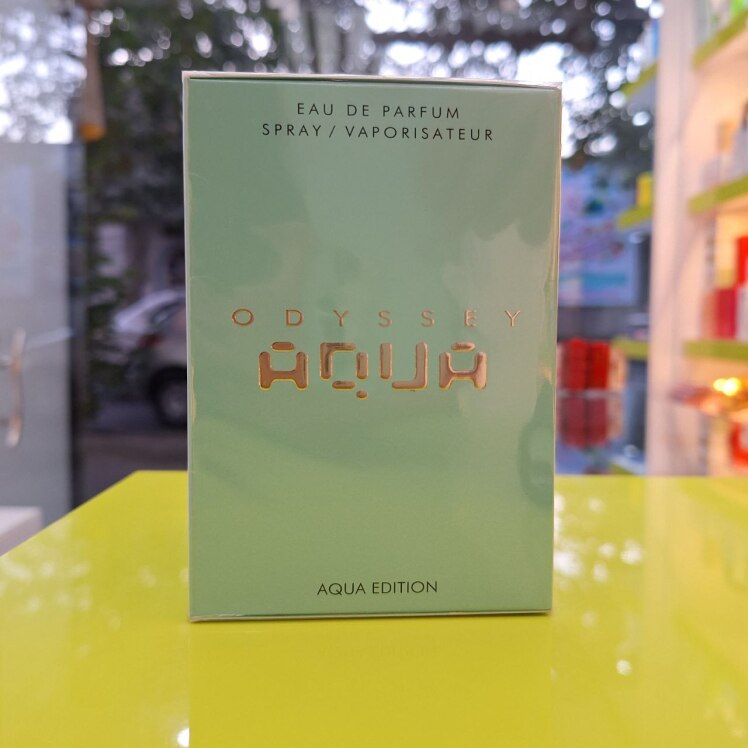 EAU DE PARFUM
SPRAY / VAPORISATEUR
ODYSSEY
AQUA
AQUA EDITION